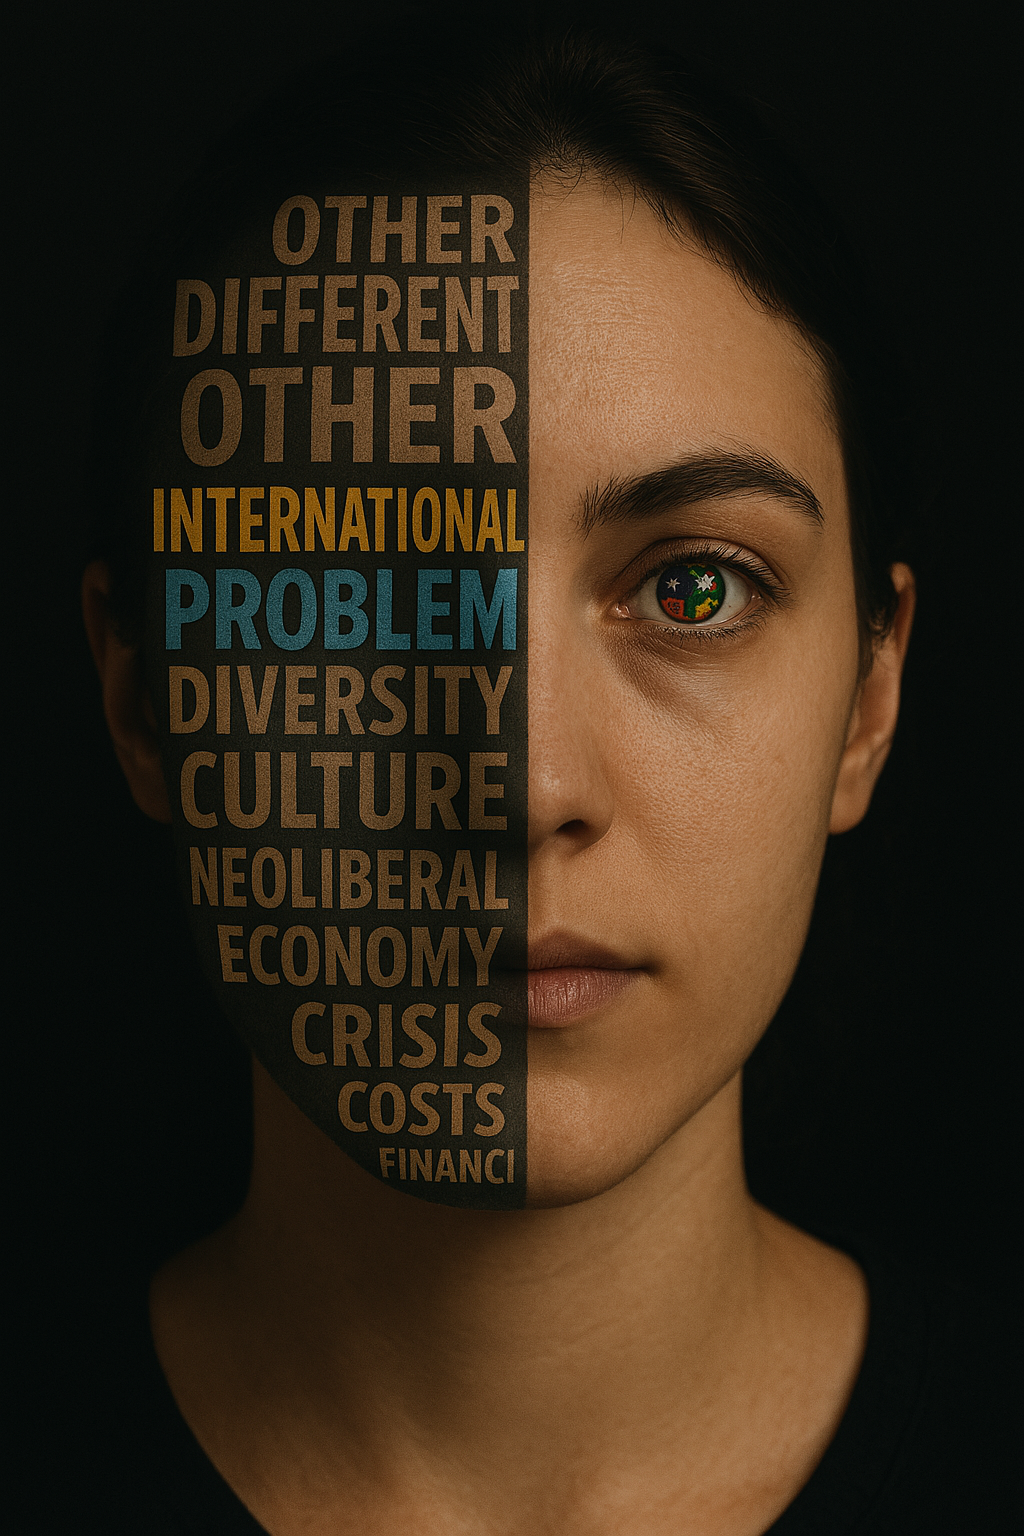 OTHER
DIFFERENT
OTHER
INTERNATIONAL
PROBLEM
DIVERSITY
CULTURE
NEOLIBERAL
ECONOMY
CRISIS
COSTS
FINANCI